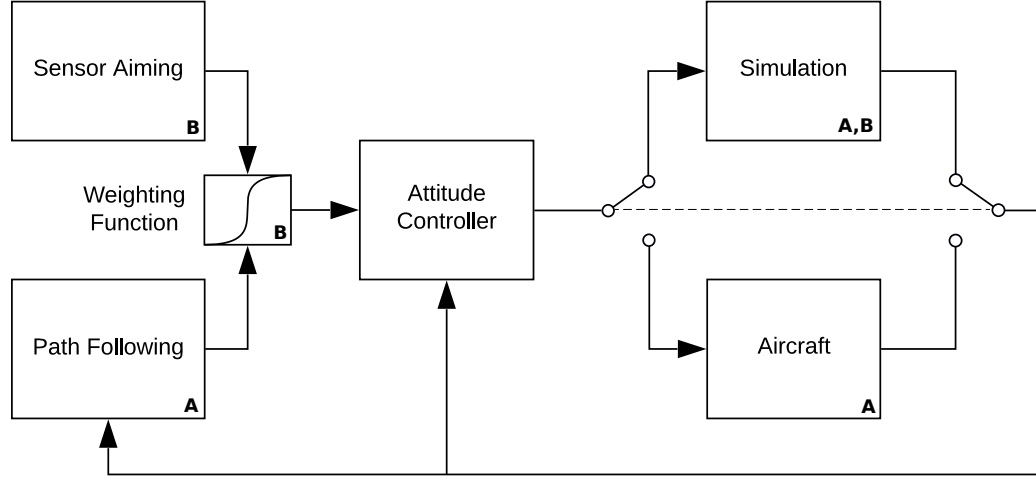 Sensor Aiming
B
Simulation
A,B
Weighting
Function
B
Attitude
Controller
Path Following
A
Aircraft
A